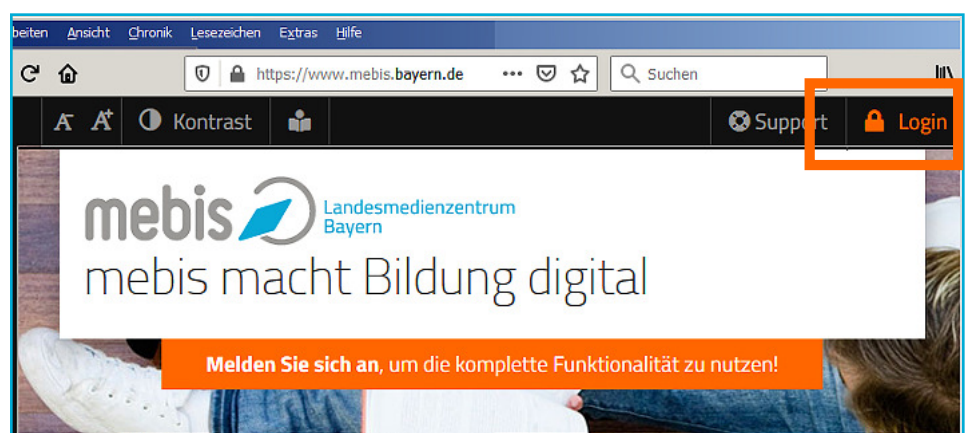 beiten Ansicht Chronik Lesezeichen Extras Hilfe
https://www.mebis.bayern.de ... Suchen
A- A+ Kontrast Support Login
mebis Landesmedienzentrum
Bayern
mebis macht Bildung digital
Melden Sie sich an, um die komplette Funktionalität zu nutzen!